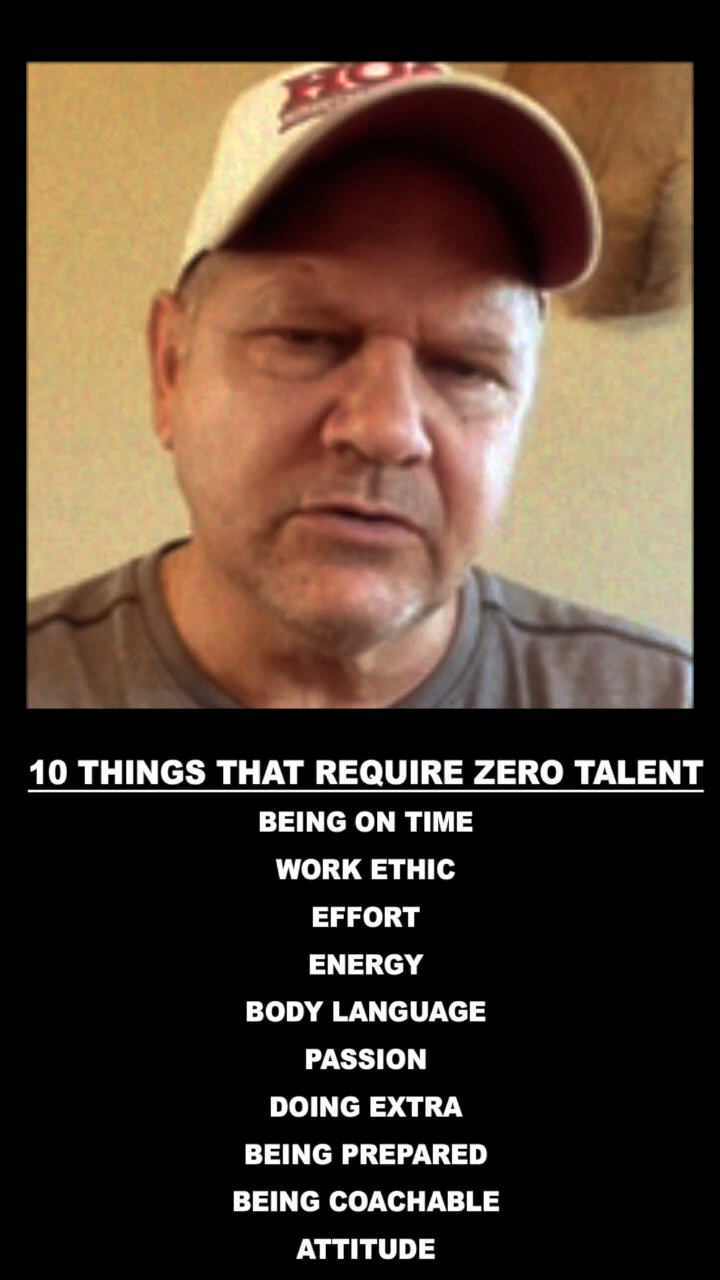 10 THINGS THAT REQUIRE ZERO TALENT
BEING ON TIME
WORK ETHIC
EFFORT
ENERGY
BODY LANGUAGE
PASSION
DOING EXTRA
BEING PREPARED
BEING COACHABLE
ATTITUDE